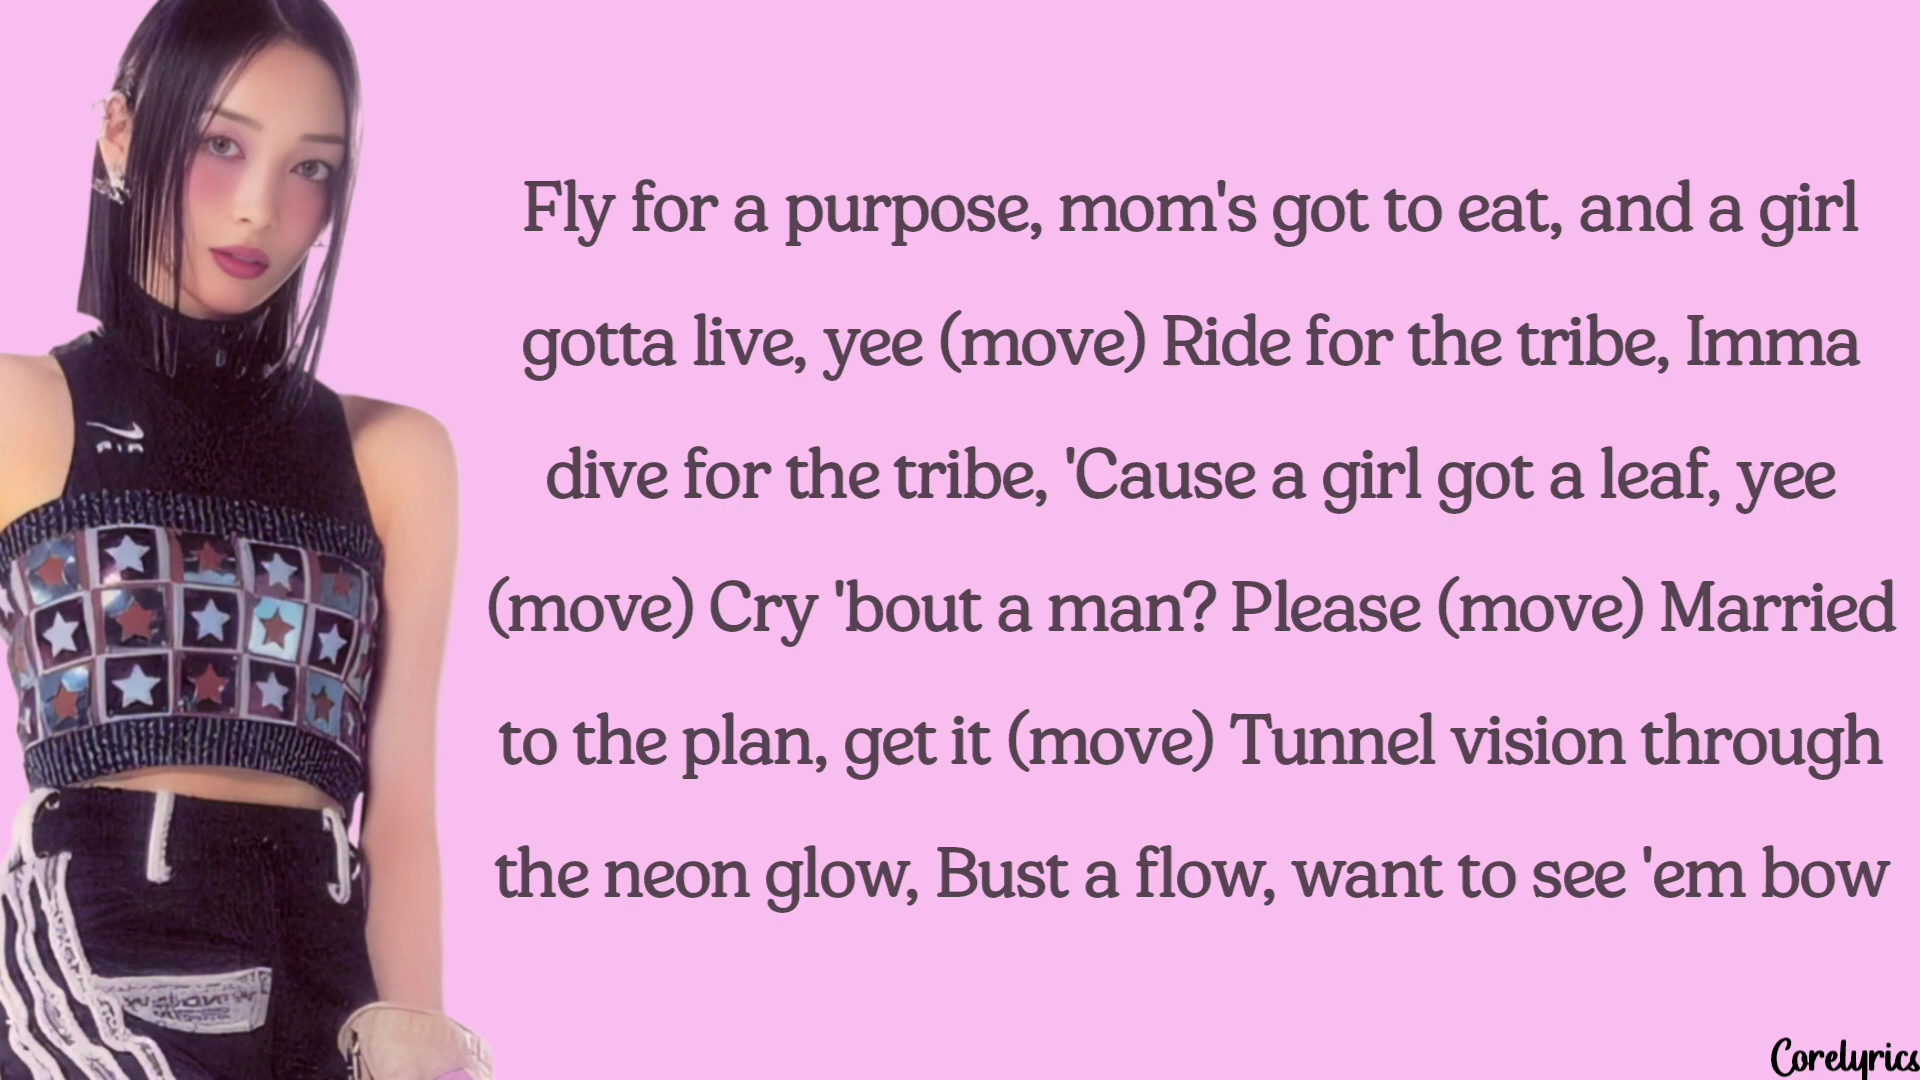 Fly for a purpose, mom's got to eat, and a girl
gotta live, yee (move) Ride for the tribe, Imma
dive for the tribe, 'Cause a girl got a leaf, yee
(move) Cry 'bout a man? Please (move) Married
to the plan, get it (move) Tunnel vision through
the neon glow, Bust a flow, want to see 'em bow
Corelyrics